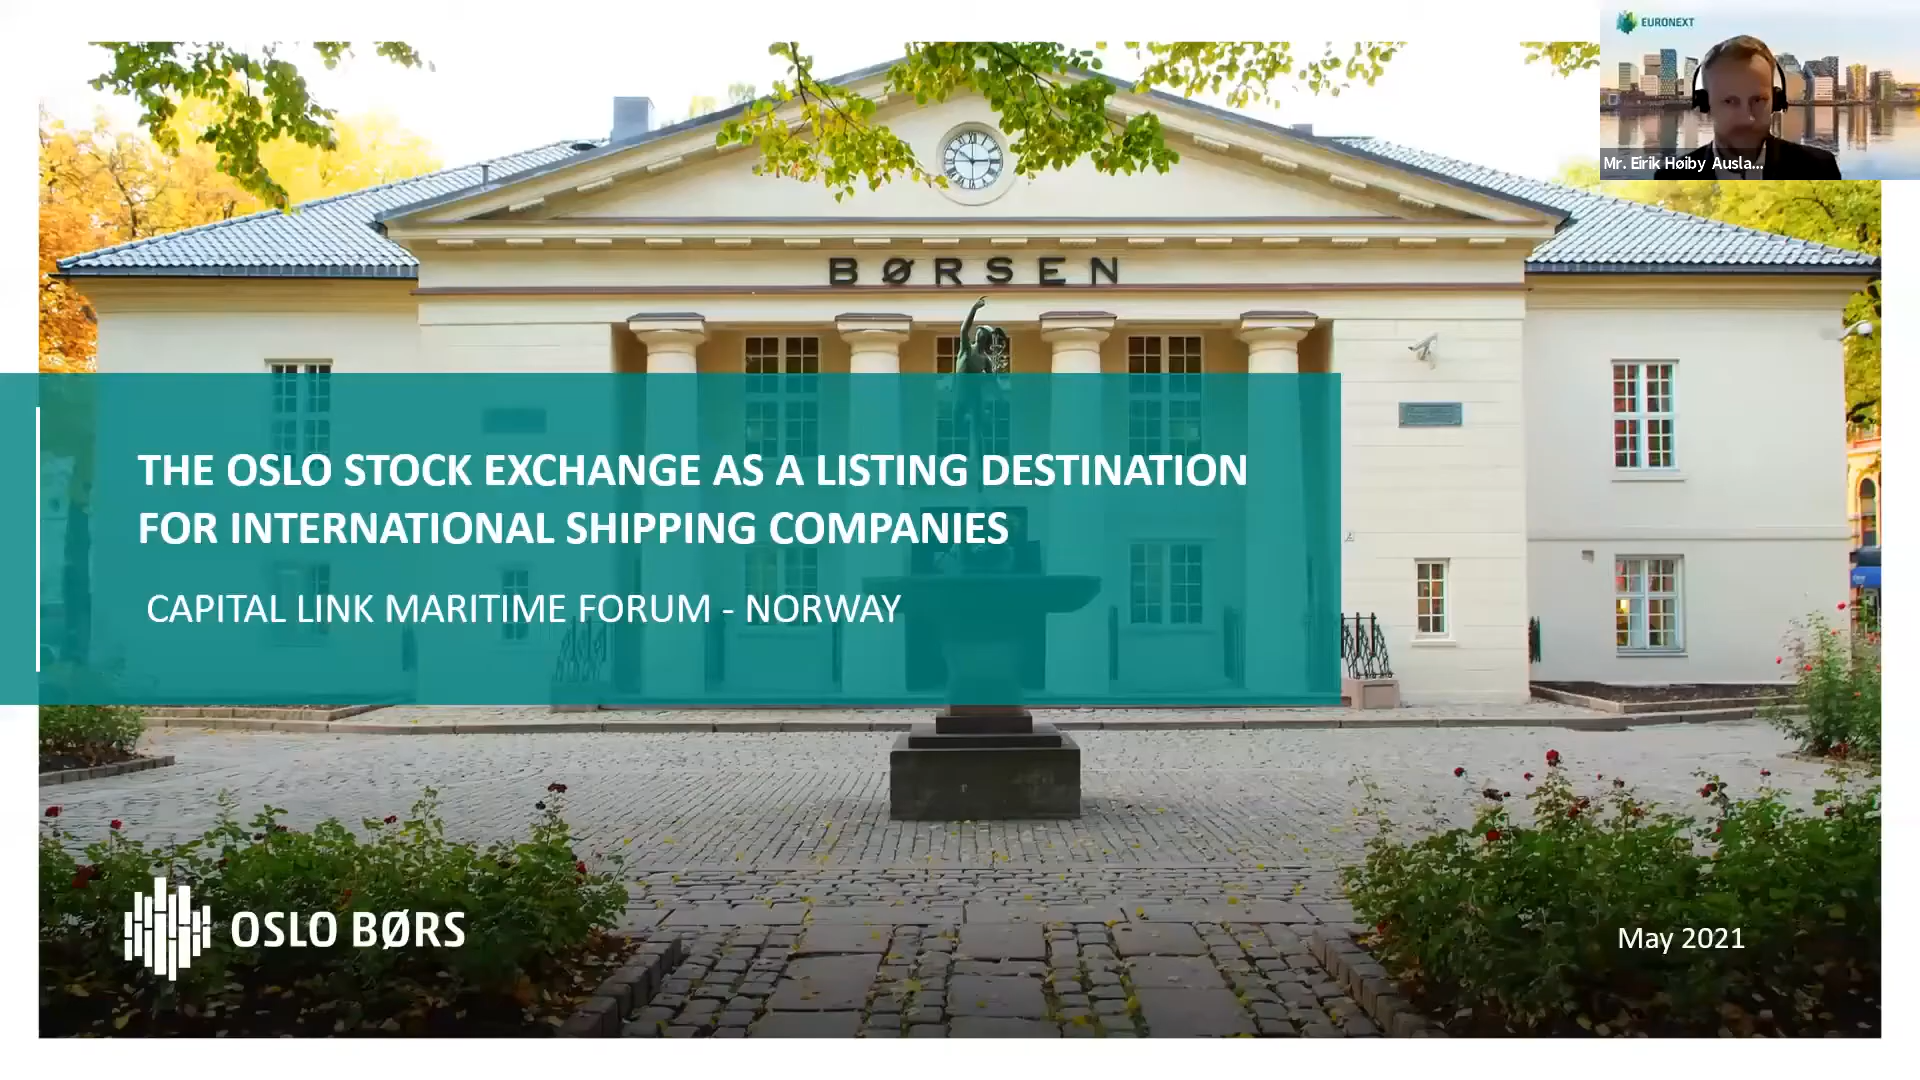 EURONEXT
Mr. Eirik Høiby Ausla...
BØRSEN
THE OSLO STOCK EXCHANGE AS A LISTING DESTINATION
FOR INTERNATIONAL SHIPPING COMPANIES
CAPITAL LINK MARITIME FORUM - NORWAY
OSLO BØRS
May 2021